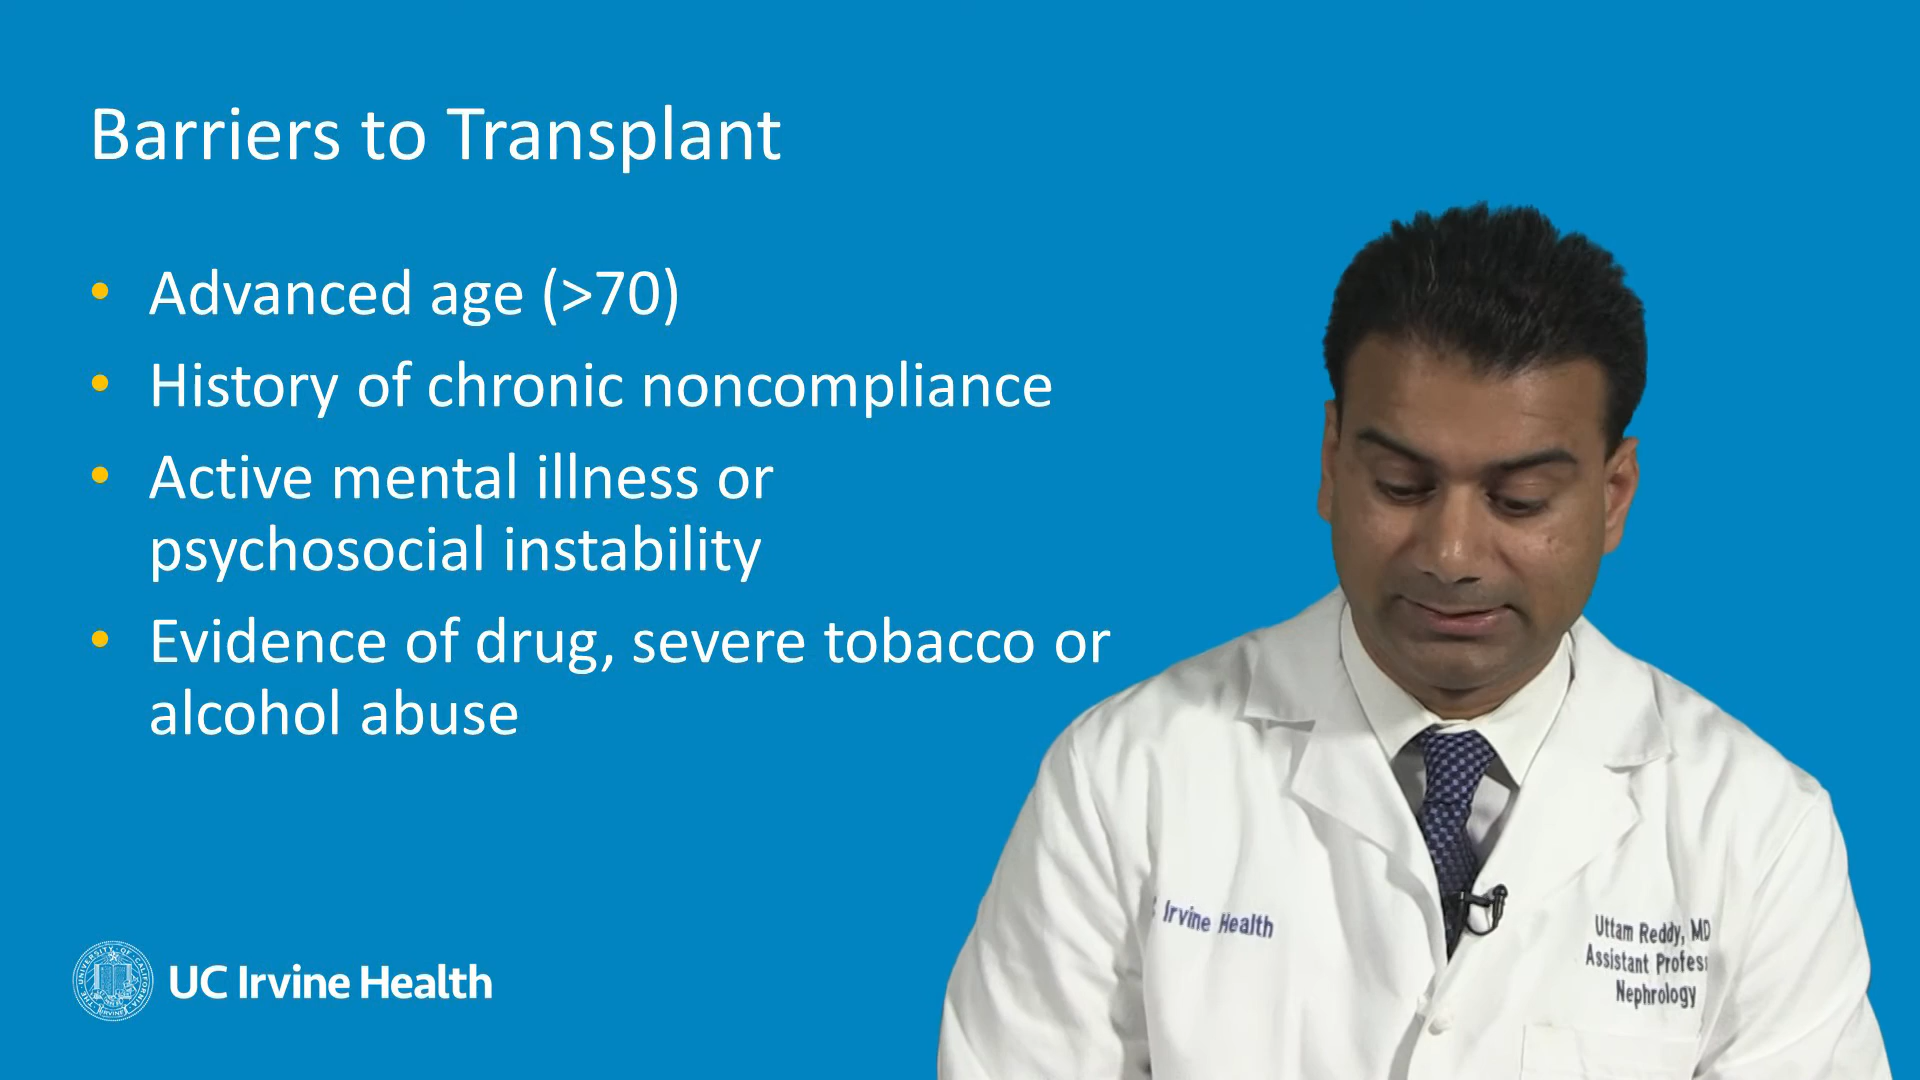 Barriers to Transplant
• Advanced age (>70)
• History of chronic noncompliance
• Active mental illness or
psychosocial instability
• Evidence of drug, severe tobacco or
alcohol abuse
UC Irvine Health
Irvine Health
Uttam Reddy, MD
Assistant Profes
Nephrology